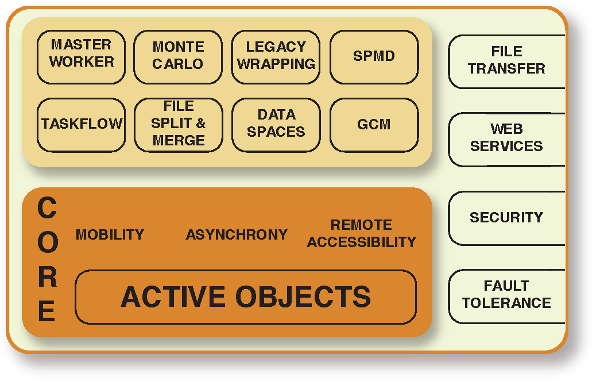 MASTER
WORKER
MONTE
CARLO
LEGACY
WRAPPING
SPMD
TASKFLOW
FILE
SPLIT &
MERGE
DATA
SPACES
GCM
CORE
MOBILITY
ASYNCHRONY
REMOTE
ACCESSIBILITY
ACTIVE OBJECTS
FILE
TRANSFER
WEB
SERVICES
SECURITY
FAULT
TOLERANCE